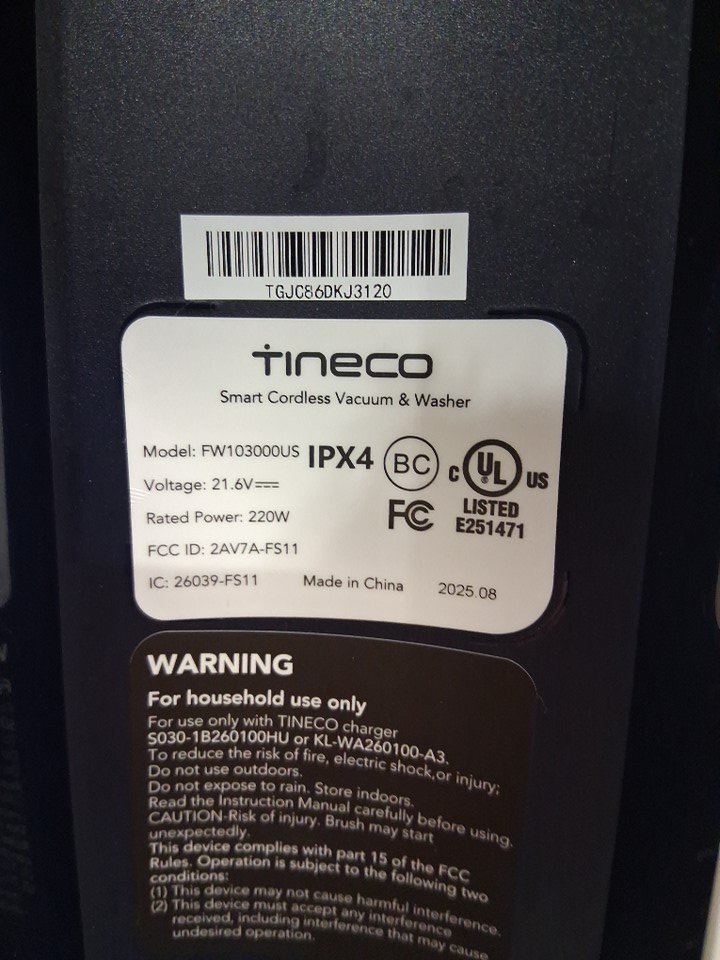 TGJC86DKJ3120
TINECO
Smart Cordless Vacuum & Washer
Model: FW103000US
IPX4
BC
C UL US
LISTED
E251471
Voltage: 21.6V
FC
Rated Power: 220W
FCC ID: 2AV7A-FS11
IC: 26039-FS11 Made in China 2025.08
WARNING
For household use only
For use only with TINECO charger
S030-1B260100HU or KL-WA260100-A3.
To reduce the risk of fire, electric shock,or injury;
Do not use outdoors.
Do not expose to rain. Store indoors.
Read the Instruction Manual carefully before using.
CAUTION-Risk of injury. Brush may start
unexpectedly.
This device complies with part 15 of the FCC
Rules. Operation is subject to the following two
conditions:
(1) This device may not cause harmful interference.
(2) This device must accept any interference
received, including interference that may cause
undesired operation.